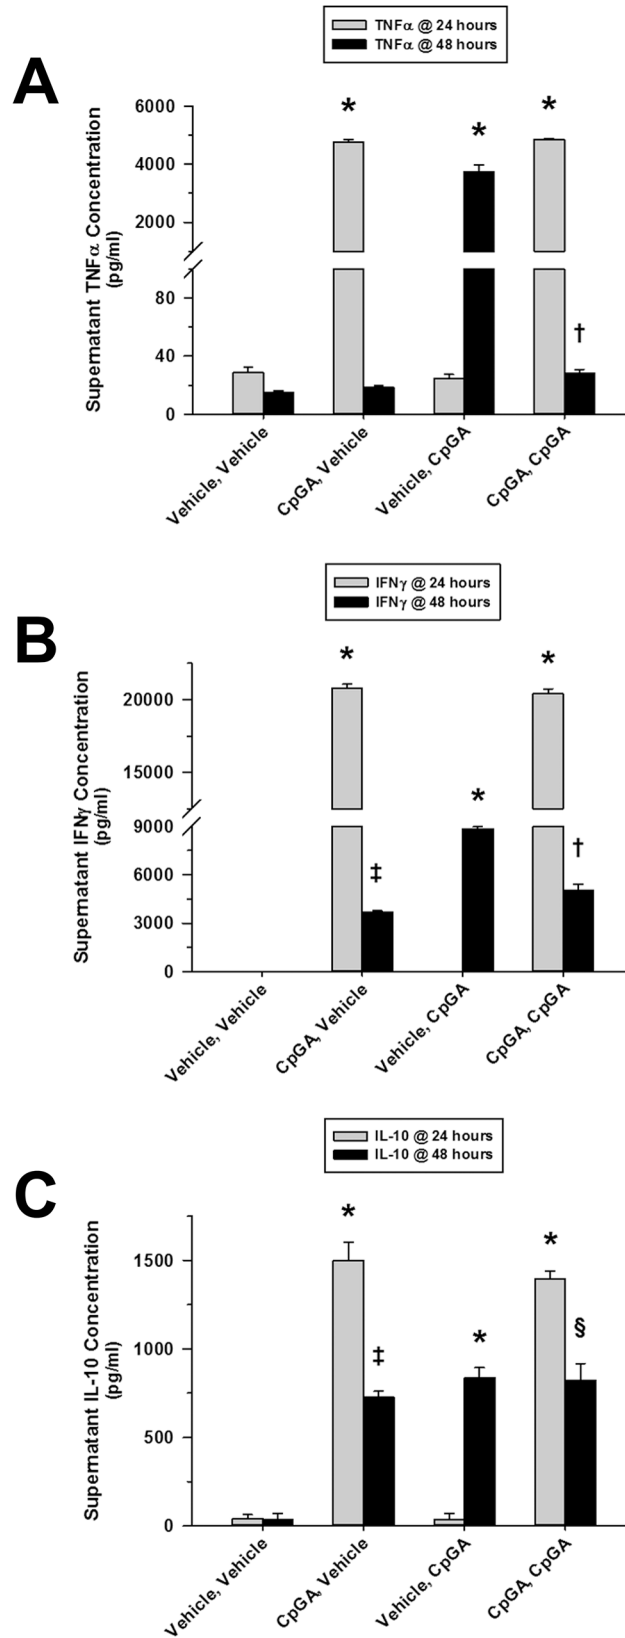 TNFα @ 24 hours
TNFα @ 48 hours
A
Supernatant TNFα Concentration
(pg/ml)
6000
4000
2000
80
40
0
*
*
*
†
Vehicle, Vehicle
CpGA, Vehicle
Vehicle, CpGA
CpGA, CpGA
IFNγ @ 24 hours
IFNγ @ 48 hours
B
Supernatant IFNγ Concentration
(pg/ml)
20000
15000
9000
6000
3000
0
*
‡
*
*
†
Vehicle, Vehicle
CpGA, Vehicle
Vehicle, CpGA
CpGA, CpGA
IL-10 @ 24 hours
IL-10 @ 48 hours
C
Supernatant IL-10 Concentration
(pg/ml)
1500
1000
500
0
*
‡
*
*
§
Vehicle, Vehicle
CpGA, Vehicle
Vehicle, CpGA
CpGA, CpGA